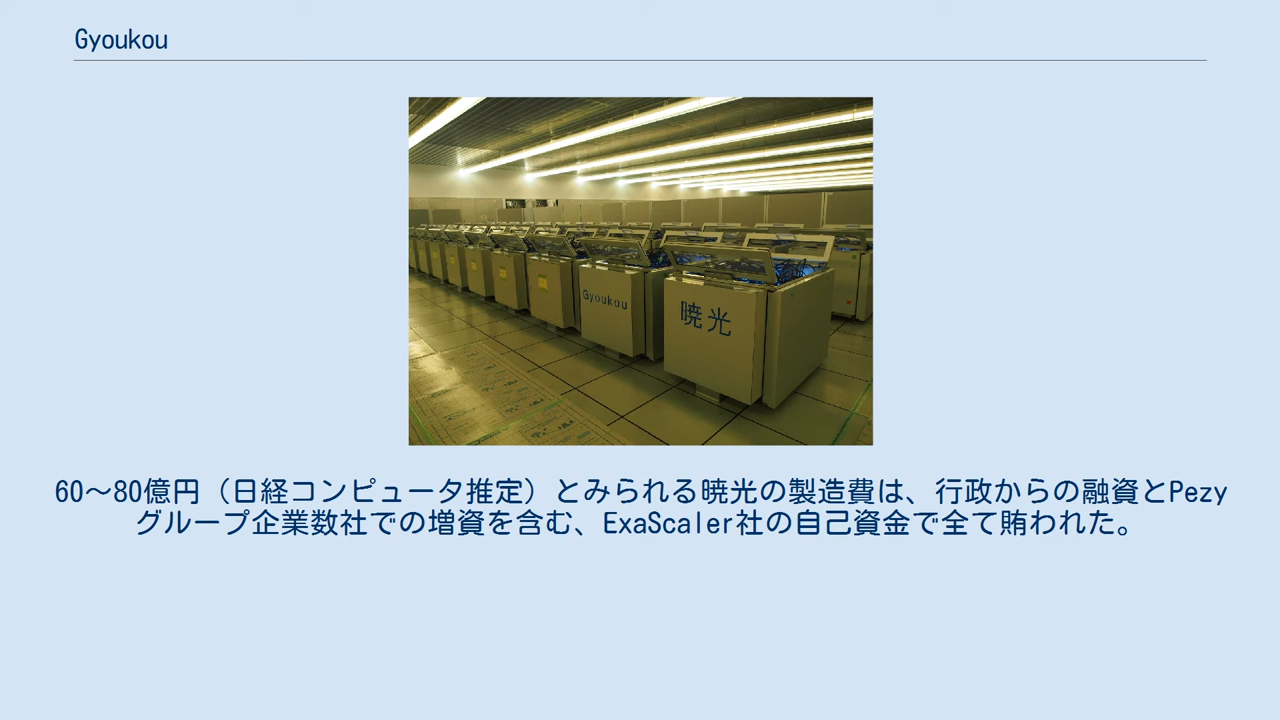 Gyoukou
Gyoukou
暁光
60～80億円（日経コンピュータ推定）とみられる暁光の製造費は、行政からの融資とPezy
グループ企業数社での増資を含む、ExaScaler社の自己資金で全て賄われた。